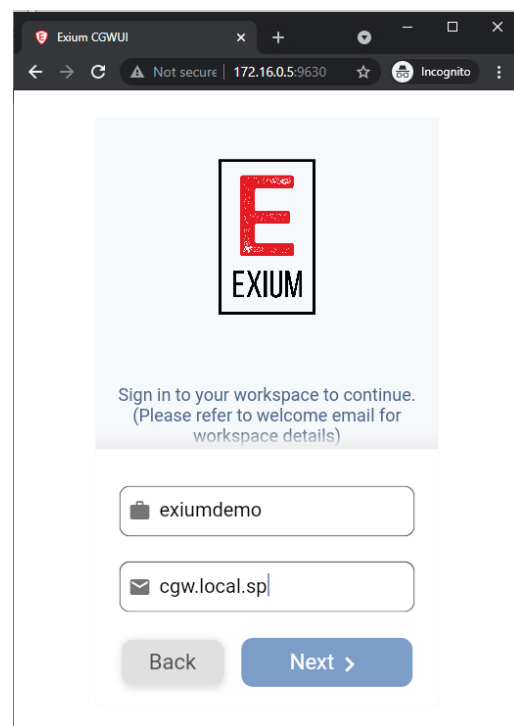 Exium CGWUI
Not secure | 172.16.0.5:9630 Incognito
E
EXIUM
Sign in to your workspace to continue.
(Please refer to welcome email for
workspace details)
exiumdemo
cgw.local.sp
Back Next